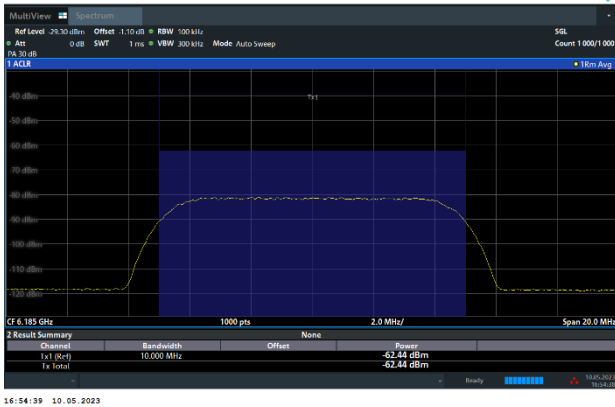 MultiView Spectrum
Ref Level -29.30 dBm Offset -1.10 dB RBW 100 kHz SGL
Att 0 dB SWT 1 ms VBW 300 kHz Mode Auto Sweep Count 1000/1000
PA 30 dB
1 ACLR 1Rm Avg
-40 dBm
Tx1
-50 dBm
-60 dBm
-70 dBm
-80 dBm
-90 dBm
-100 dBm
-110 dBm
-120 dBm
CF 6.185 GHz 1000 pts 2.0 MHz/ Span 20.0 MHz
2 Result Summary None
Channel Bandwidth Offset Power
Tx1 (Ref) 10.000 MHz -62.44 dBm
Tx Total -62.44 dBm
Ready 10.05.2023
16:54:39 10.05.2023